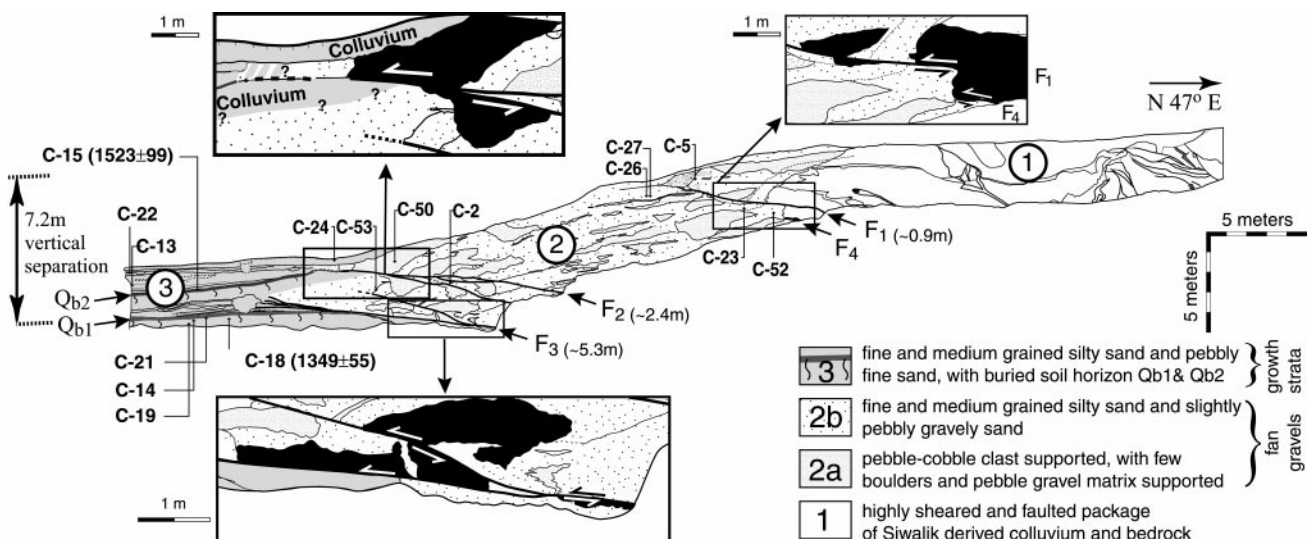 1 m
Colluvium
?
Colluvium
?
?
?
1 m
F1
F4
N 47° E
C-15 (1523±99)
7.2m
vertical
separation
C-22
C-13
C-24
C-53
C-50
C-2
C-27
C-26
C-5
1
2
3
C-23
C-52
F1 (~0.9m)
F4
F2 (~2.4m)
F3 (~5.3m)
5 meters
5 meters
Qb2
Qb1
C-21
C-14
C-19
C-18 (1349±55)
1 m
3
fine and medium grained silty sand and pebbly
fine sand, with buried soil horizon Qb1& Qb2
growth
strata
2b
fine and medium grained silty sand and slightly
pebbly gravely sand
2a
pebble-cobble clast supported, with few
boulders and pebble gravel matrix supported
fan
gravels
1
highly sheared and faulted package
of Siwalik derived colluvium and bedrock